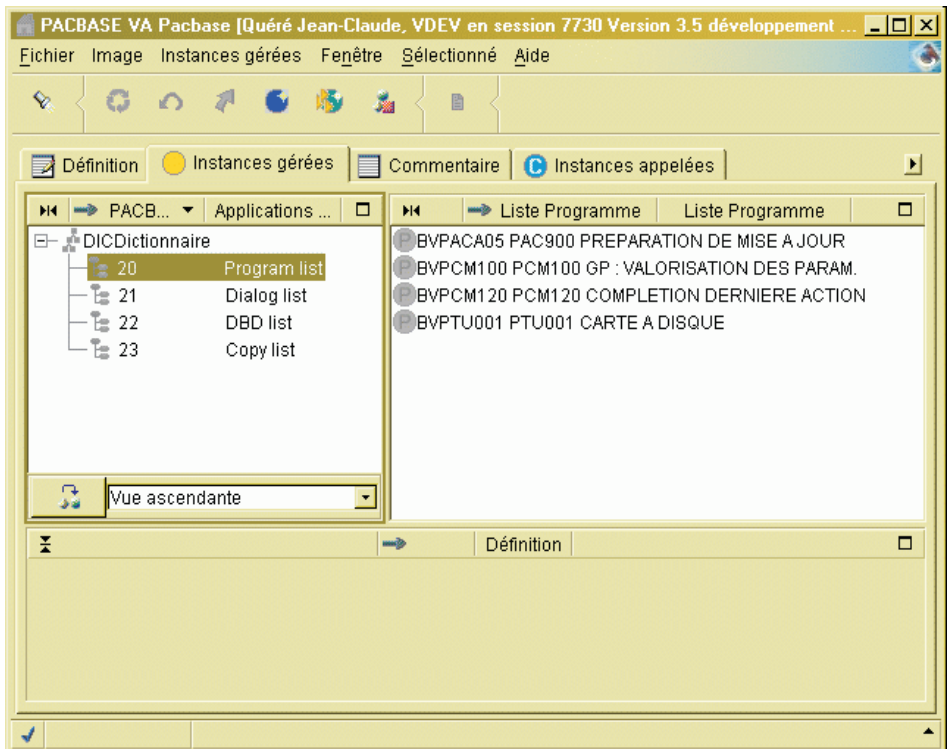 PACBASE VA Pacbase [Quéré Jean-Claude, VDEV en session 7730 Version 3.5 développement ...
Fichier Image Instances gérées Fenêtre Sélectionné Aide
Définition Instances gérées Commentaire C Instances appelées
PACB... Applications ... Liste Programme Liste Programme
DICDictionnaire
20 Program list
21 Dialog list
22 DBD list
23 Copy list
P BVPACA05 PAC900 PREPARATION DE MISE A JOUR
P BVPCM100 PCM100 GP : VALORISATION DES PARAM.
P BVPCM120 PCM120 COMPLETION DERNIERE ACTION
P BVPTU001 PTU001 CARTE A DISQUE
Vue ascendante
Définition